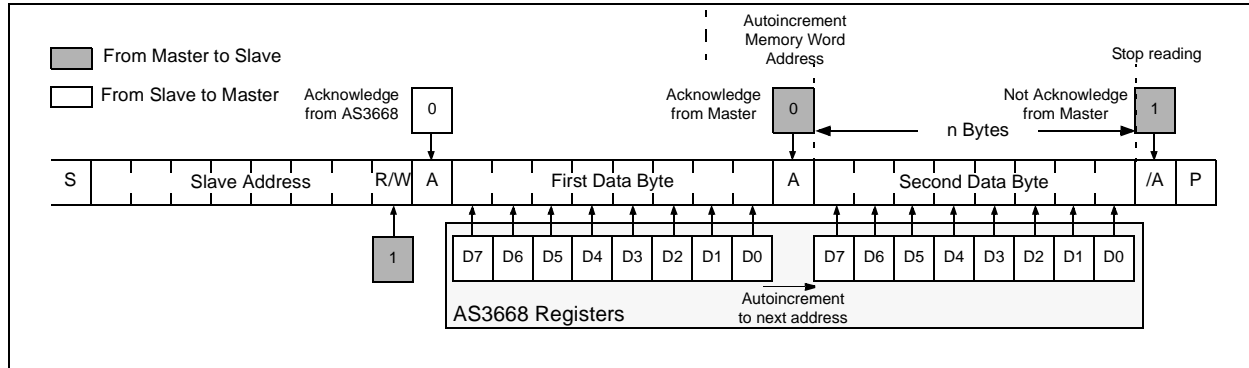 Autoincrement
Memory Word
Address
From Master to Slave
From Slave to Master
Acknowledge
from AS3668
0
Acknowledge
from Master
0
n Bytes
Stop reading
Not Acknowledge
from Master
1
S Slave Address R/W A First Data Byte A Second Data Byte /A P
1
D7 D6 D5 D4 D3 D2 D1 D0
D7 D6 D5 D4 D3 D2 D1 D0
Autoincrement
to next address
AS3668 Registers